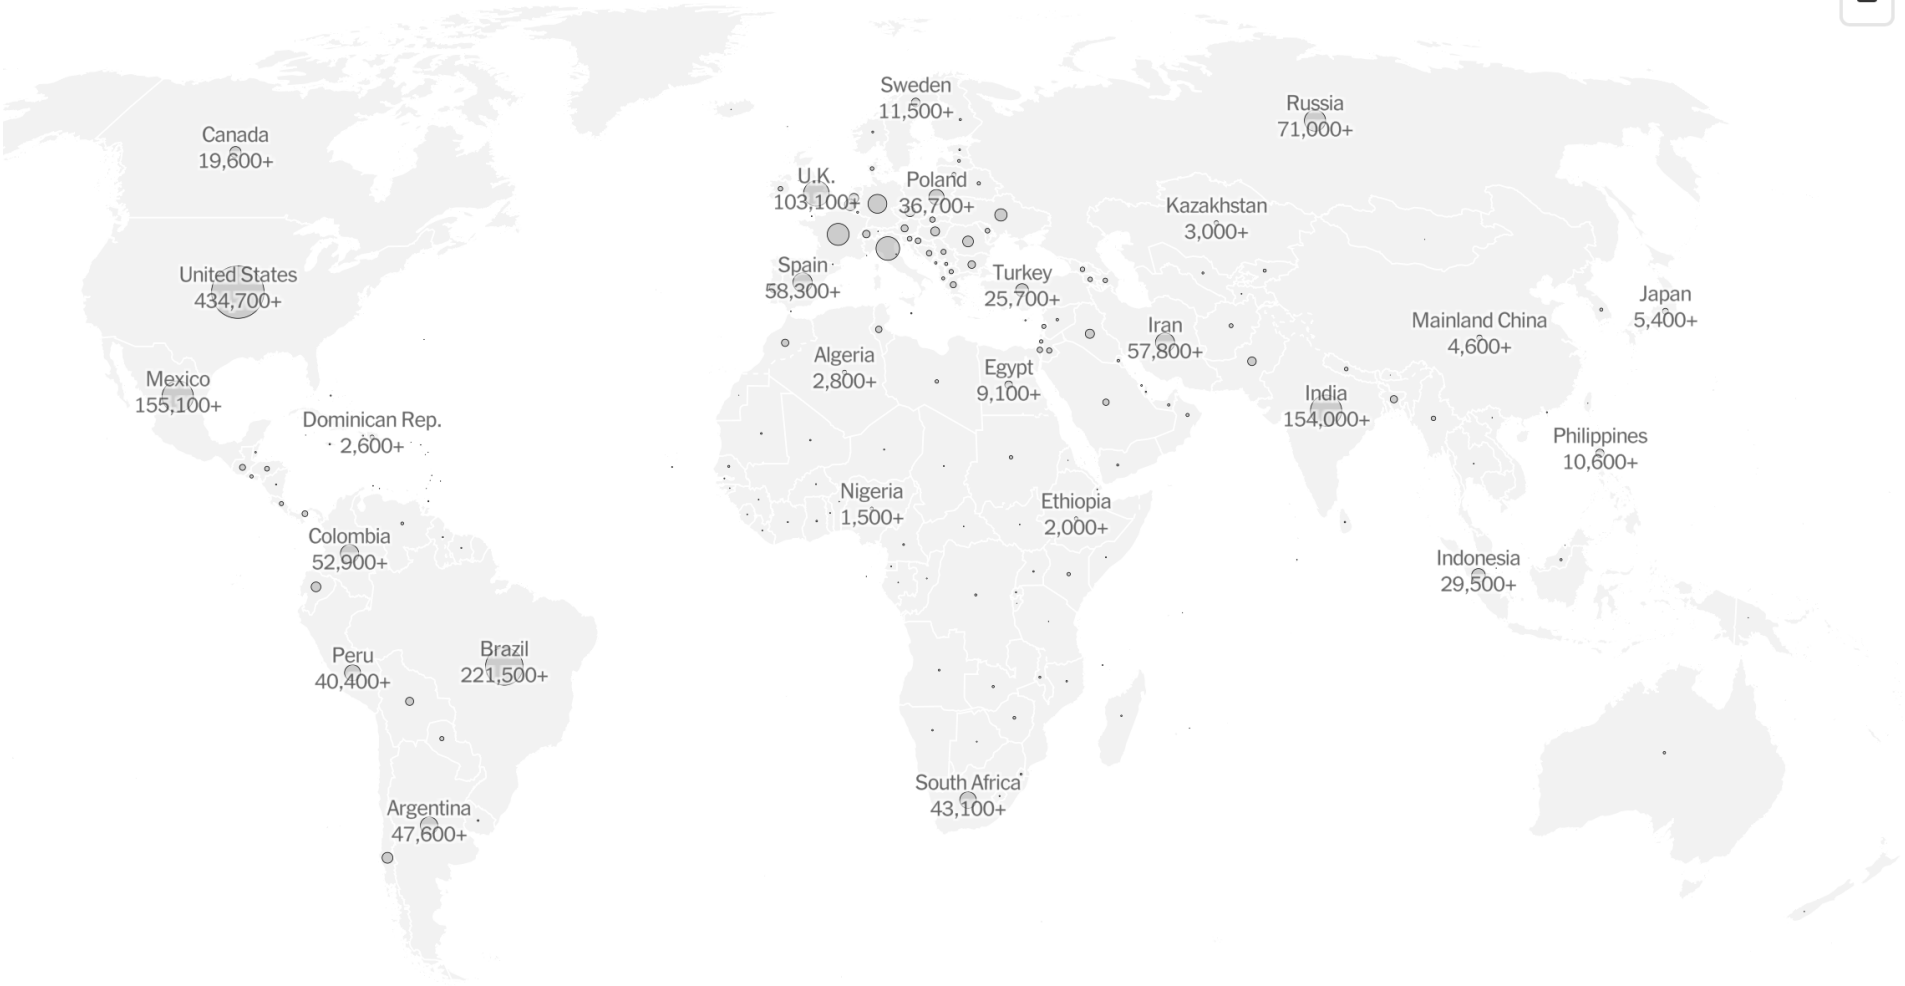 Sweden
11,500+
Russia
71,000+
Canada
19,600+
U.K.
103,100+
Poland
36,700+
Kazakhstan
3,000+
United States
434,700+
Spain
58,300+
Turkey
25,700+
Japan
5,400+
Mainland China
4,600+
Iran
57,800+
Algeria
2,800+
Egypt
9,100+
Mexico
155,100+
India
154,000+
Dominican Rep.
2,600+
Philippines
10,600+
Nigeria
1,500+
Ethiopia
2,000+
Colombia
52,900+
Indonesia
29,500+
Peru
40,400+
Brazil
221,500+
South Africa
43,100+
Argentina
47,600+